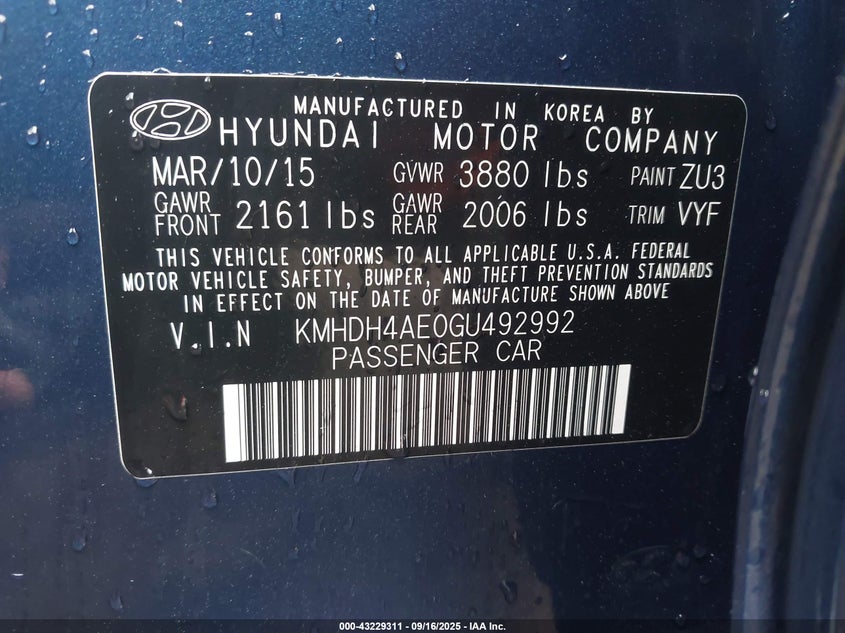 MANUFACTURED IN KOREA BY
HYUNDAI MOTOR COMPANY
MAR/10/15 GVWR 3880 lbs PAINT ZU3
GAWR FRONT 2161 lbs GAWR REAR 2006 lbs TRIM VYF
THIS VEHICLE CONFORMS TO ALL APPLICABLE U.S.A. FEDERAL
MOTOR VEHICLE SAFETY, BUMPER, AND THEFT PREVENTION STANDARDS
IN EFFECT ON THE DATE OF MANUFACTURE SHOWN ABOVE
V.I.N KMHDH4AE0GU492992
PASSENGER CAR
000-43229311 - 09/16/2025 - IAA Inc.